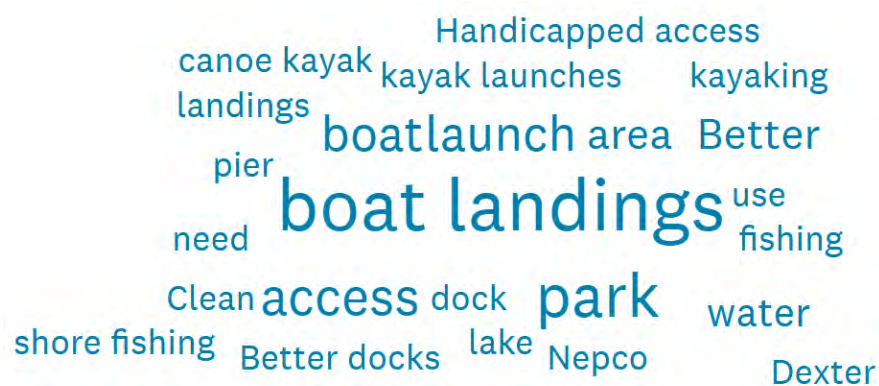 Handicapped access
canoe kayak kayak launches kayaking
landings
boatlaunch area Better
pier
boat landings use
need fishing
Clean access dock park water
shore fishing Better docks lake Nepco
Dexter